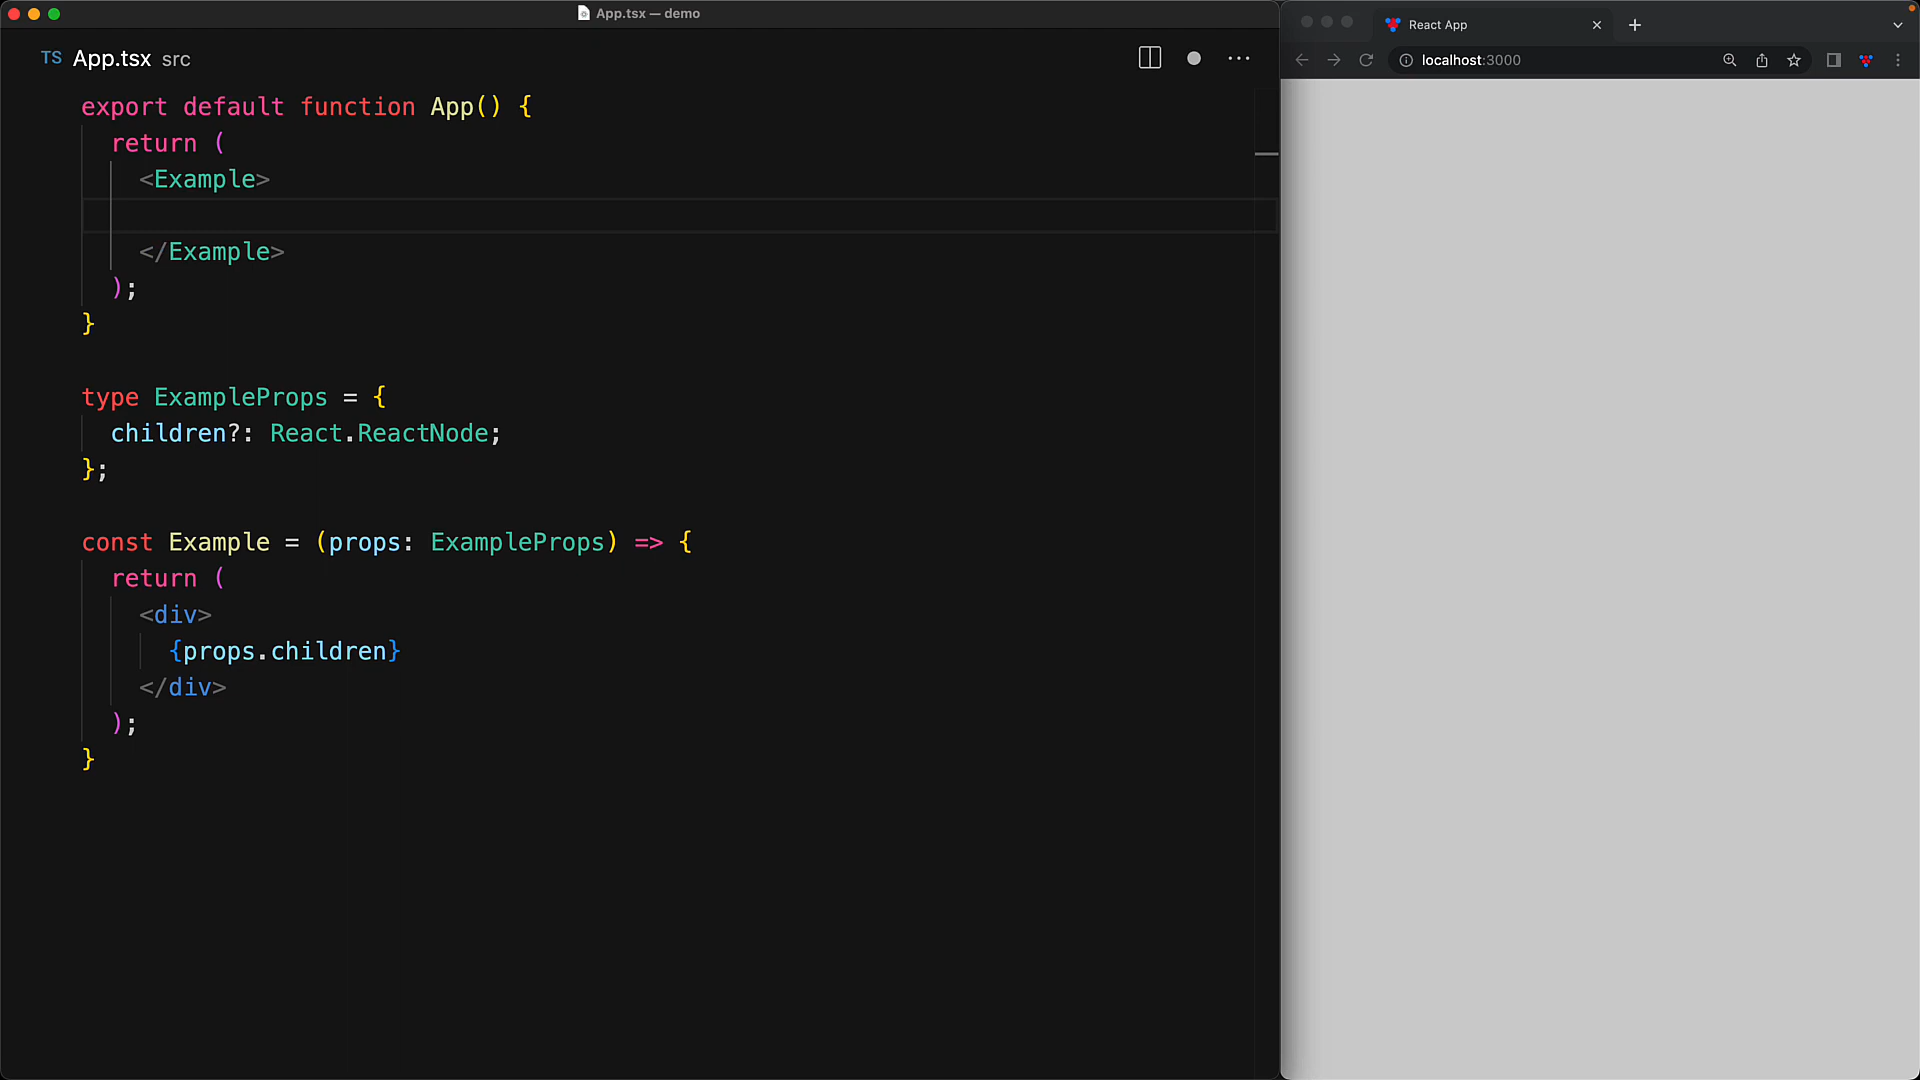 App.tsx — demo
TS App.tsx src
export default function App() {
return (
<Example>
</Example>
);
}
type ExampleProps = {
children?: React.ReactNode;
};
const Example = (props: ExampleProps) => {
return (
<div>
{props.children}
</div>
);
}
React App
localhost:3000